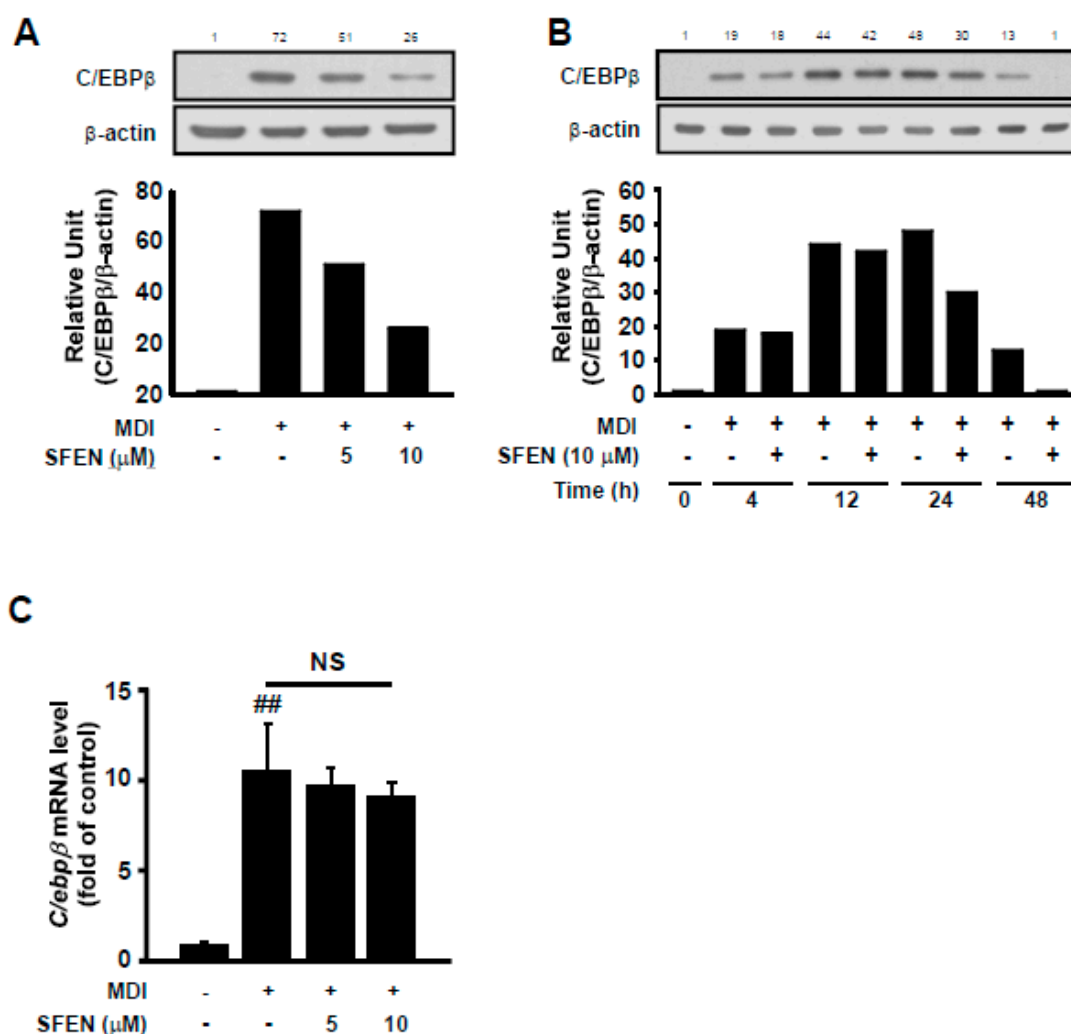 A
1 72 51 26
C/EBPβ
β-actin
Relative Unit
(C/EBPβ/β-actin)
80
60
40
20
20
MDI - + + +
SFEN (μM) - - 5 10
B
1 19 18 44 42 48 30 13 1
C/EBPβ
β-actin
Relative Unit
(C/EBPβ/β-actin)
60
50
40
30
20
10
0
MDI - + + + + + + + +
SFEN (10 μM) - - + - + - + - +
Time (h) 0 4 12 24 48
C
NS
##
C/ebpβ mRNA level
(fold of control)
15
10
5
0
MDI - + + +
SFEN (μM) - - 5 10